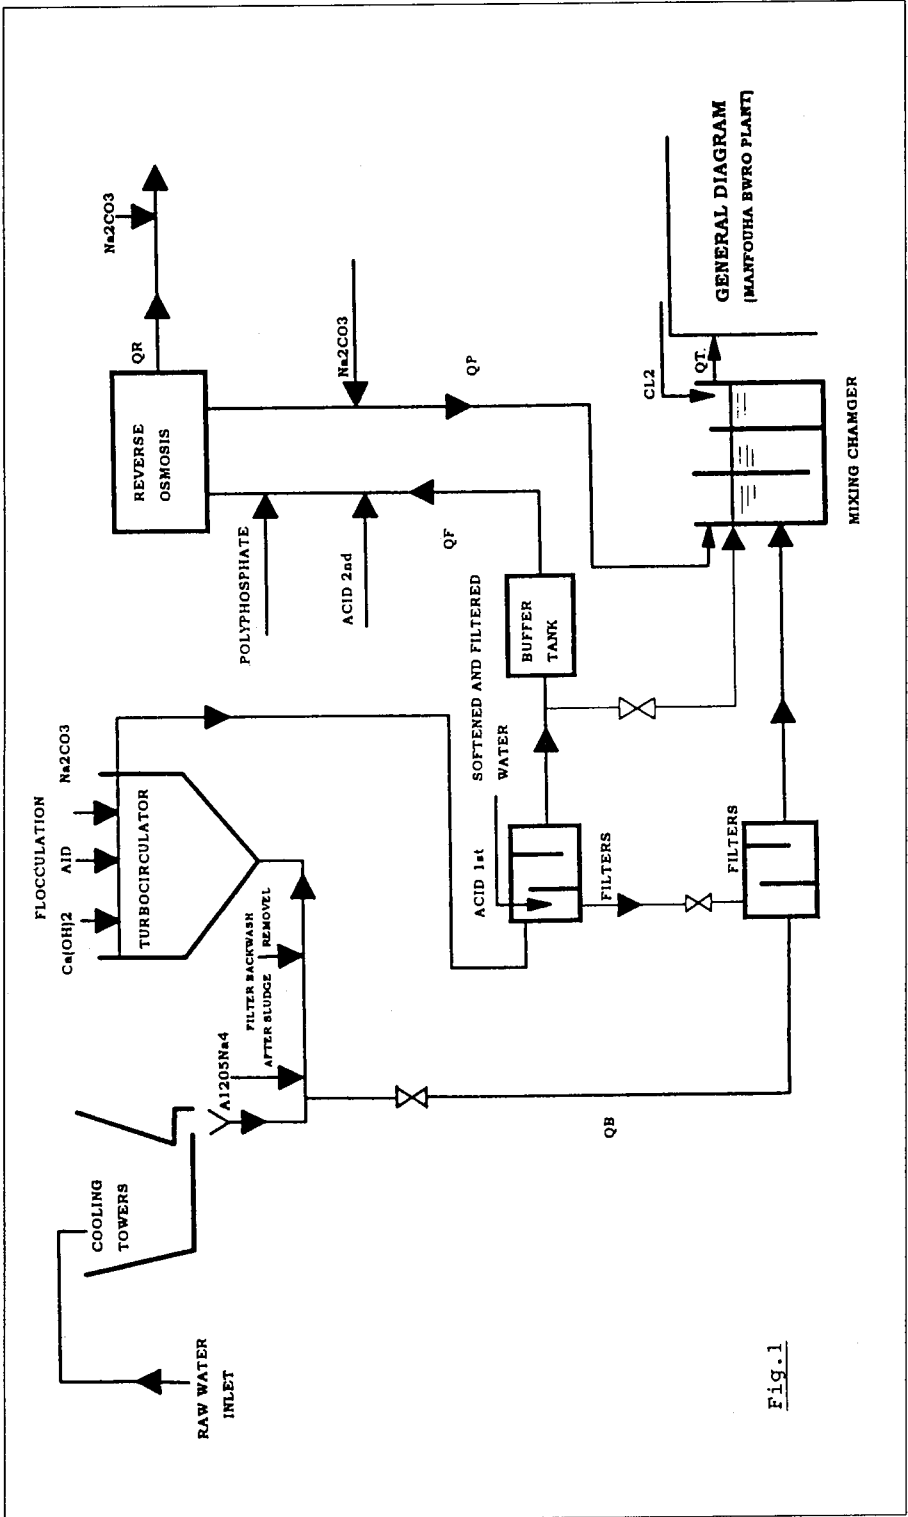 RAW WATER
INLET
COOLING
TOWERS
Al2O5Na4
FILTER BACKWASH
AFTER SLUDGE REMOVEL
FLOCCULATION
Ca(OH)2
AID
Na2CO3
TURBOCIRCULATOR
QB
ACID 1st
FILTERS
SOFTENED AND FILTERED
WATER
FILTERS
BUFFER
TANK
POLYPHOSPHATE
ACID 2nd
QF
REVERSE
OSMOSIS
QR
Na2CO3
Na2CO3
QP
CL2
QT.
MIXING CHAMGER
GENERAL DIAGRAM
(MANFOUHA BWRO PLANT)
Fig.1